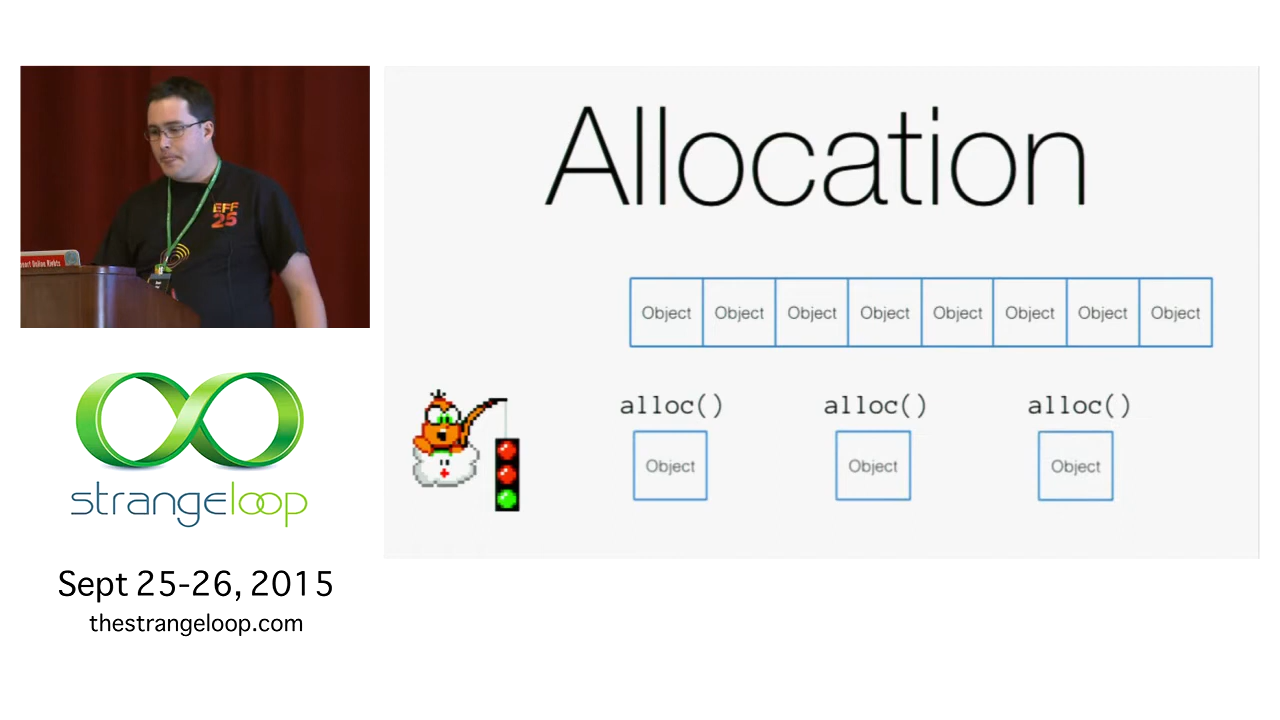 Allocation
Object Object Object Object Object Object Object Object
alloc() alloc() alloc()
Object Object Object
EFF
25
strangeloop
Sept 25-26, 2015
thestrangeloop.com